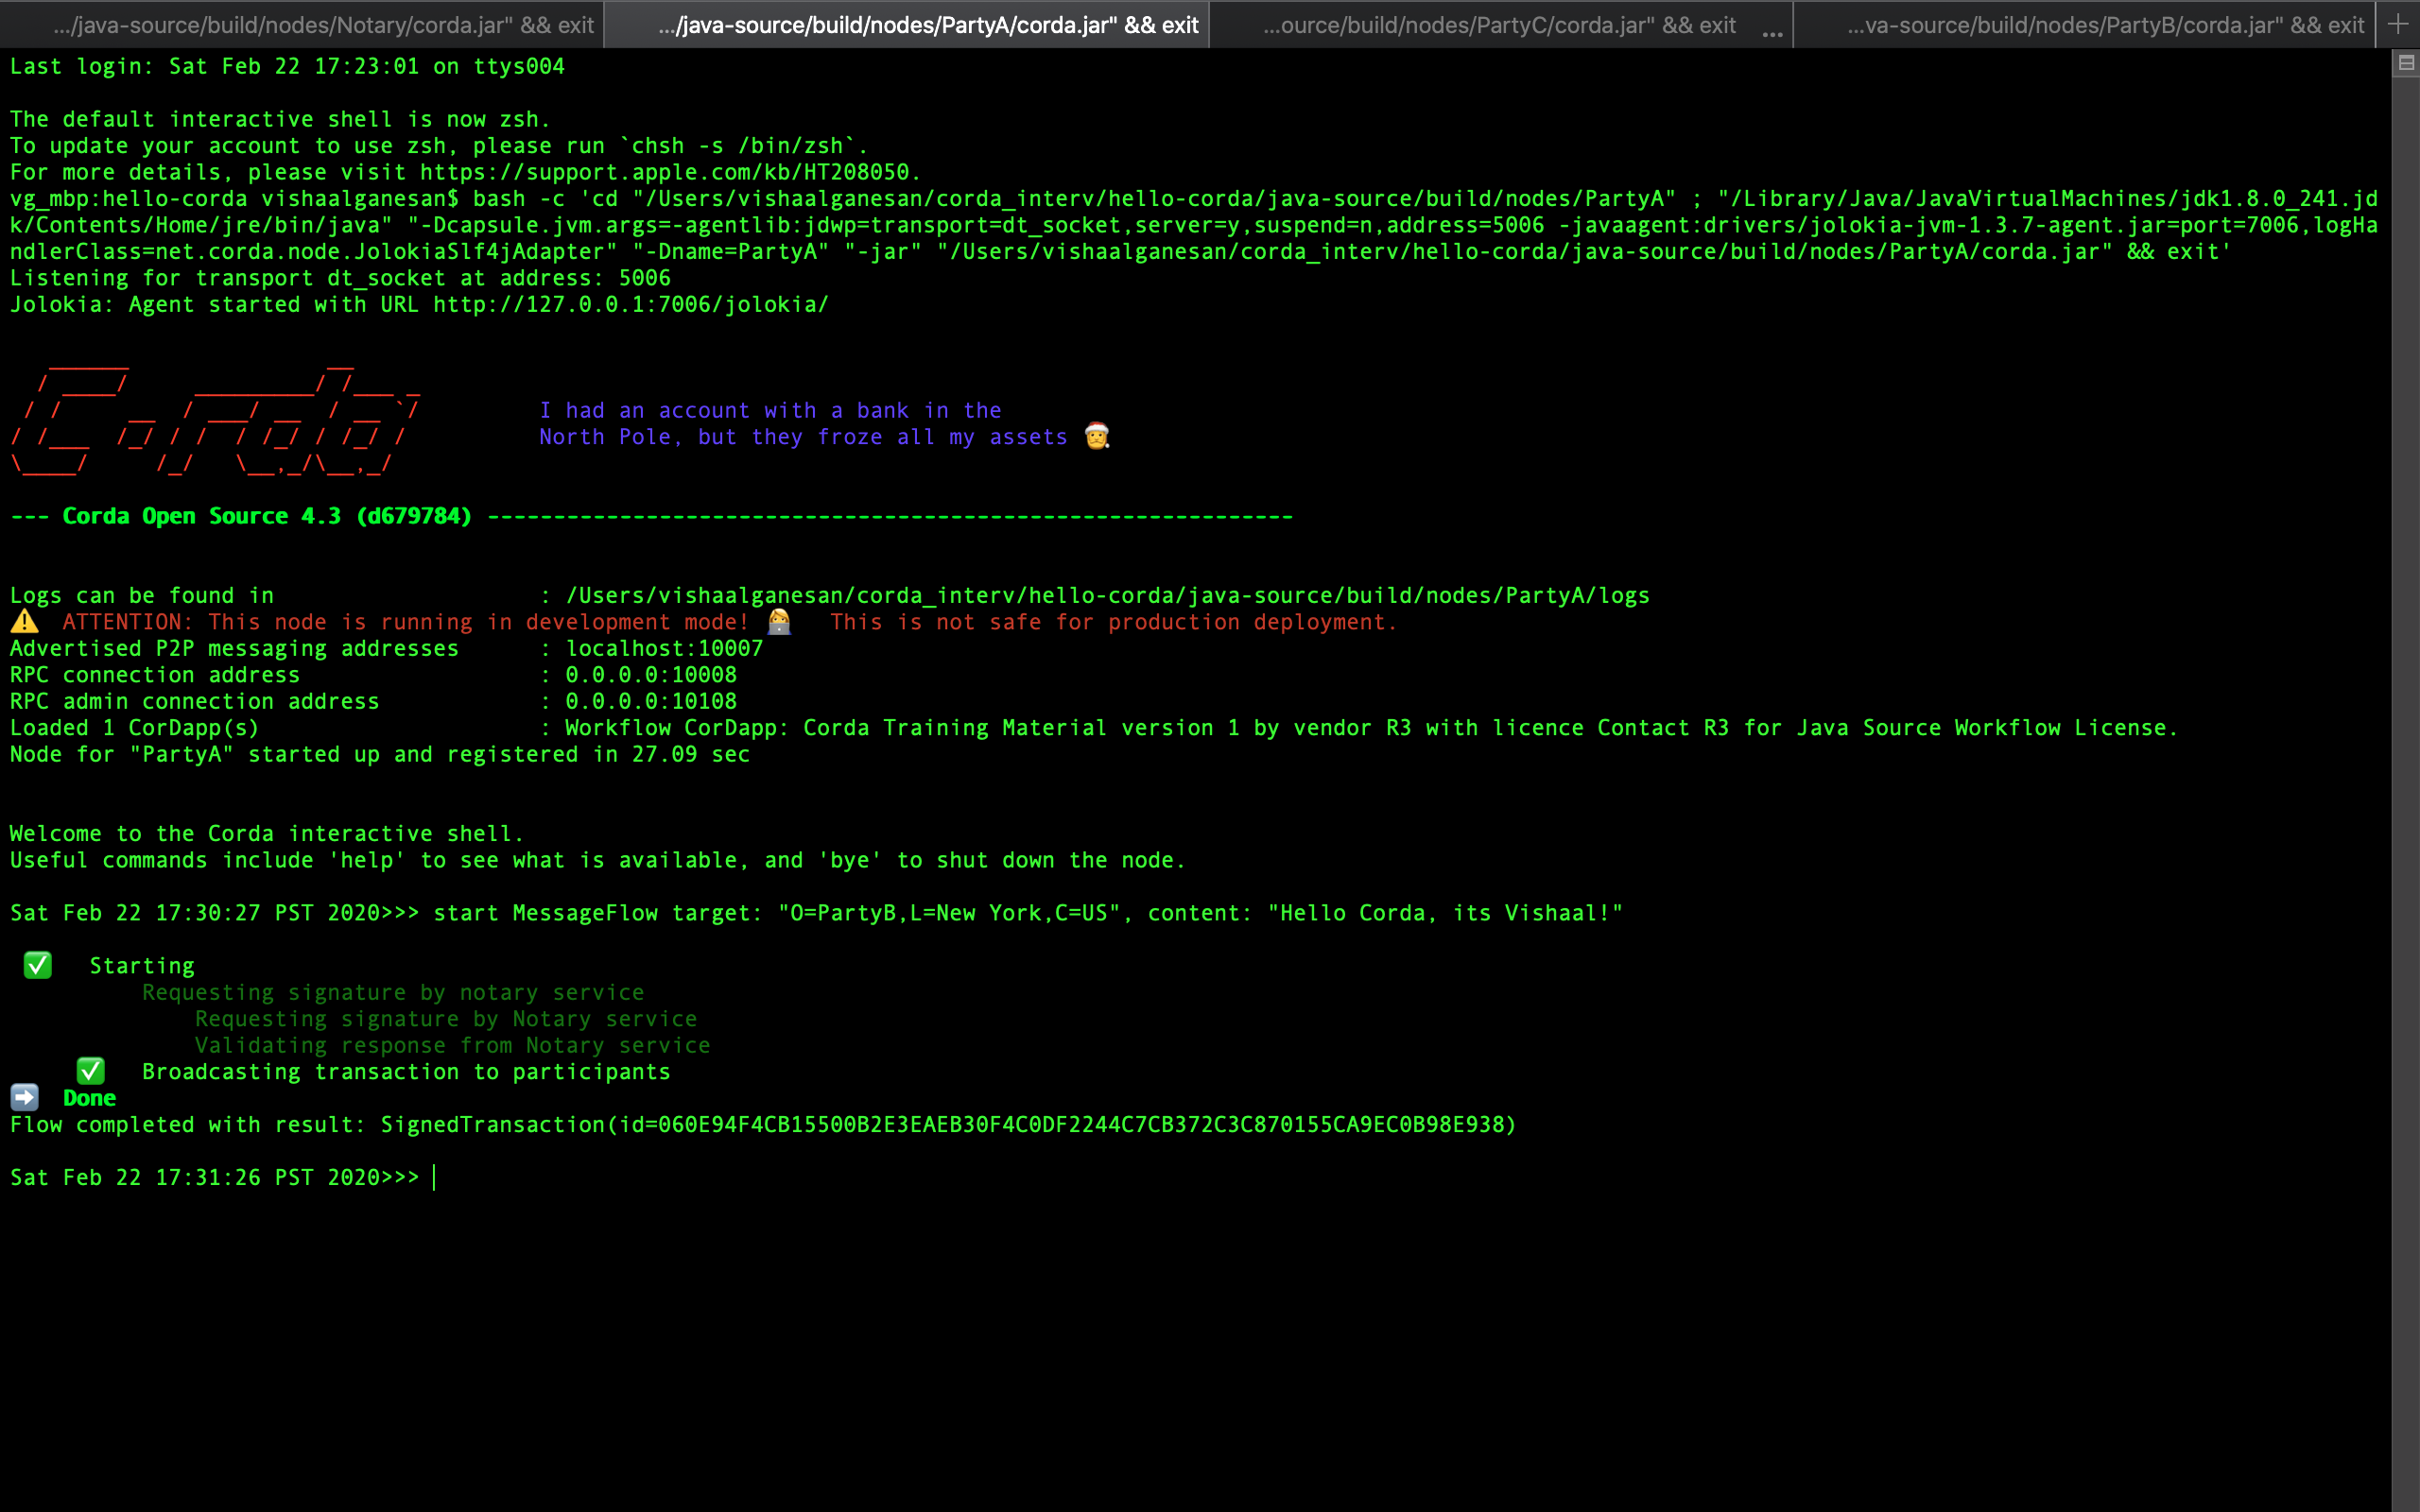 .../java-source/build/nodes/Notary/corda.jar" && exit
.../java-source/build/nodes/PartyA/corda.jar" && exit
...ource/build/nodes/PartyC/corda.jar" && exit ...
...va-source/build/nodes/PartyB/corda.jar" && exit
Last login: Sat Feb 22 17:23:01 on ttys004
The default interactive shell is now zsh.
To update your account to use zsh, please run `chsh -s /bin/zsh`.
For more details, please visit https://support.apple.com/kb/HT208050.
vg_mbp:hello-corda vishaalganesan$ bash -c 'cd "/Users/vishaalganesan/corda_interv/hello-corda/java-source/build/nodes/PartyA" ; "/Library/Java/JavaVirtualMachines/jdk1.8.0_241.jd
k/Contents/Home/jre/bin/java" "-Dcapsule.jvm.args=-agentlib:jdwp=transport=dt_socket,server=y,suspend=n,address=5006 -javaagent:drivers/jolokia-jvm-1.3.7-agent.jar=port=7006,logHa
ndlerClass=net.corda.node.JolokiaSlf4jAdapter" "-Dname=PartyA" "-jar" "/Users/vishaalganesan/corda_interv/hello-corda/java-source/build/nodes/PartyA/corda.jar" && exit'
Listening for transport dt_socket at address: 5006
Jolokia: Agent started with URL http://127.0.0.1:7006/jolokia/
Corda
I had an account with a bank in the
North Pole, but they froze all my assets 🎅
--- Corda Open Source 4.3 (d679784) -------------------------------------------------------------
Logs can be found in : /Users/vishaalganesan/corda_interv/hello-corda/java-source/build/nodes/PartyA/logs
⚠️ ATTENTION: This node is running in development mode! 👩‍💻 This is not safe for production deployment.
Advertised P2P messaging addresses : localhost:10007
RPC connection address : 0.0.0.0:10008
RPC admin connection address : 0.0.0.0:10108
Loaded 1 CorDapp(s) : Workflow CorDapp: Corda Training Material version 1 by vendor R3 with licence Contact R3 for Java Source Workflow License.
Node for "PartyA" started up and registered in 27.09 sec
Welcome to the Corda interactive shell.
Useful commands include 'help' to see what is available, and 'bye' to shut down the node.
Sat Feb 22 17:30:27 PST 2020>>> start MessageFlow target: "O=PartyB,L=New York,C=US", content: "Hello Corda, its Vishaal!"
✅ Starting
Requesting signature by notary service
Requesting signature by Notary service
Validating response from Notary service
✅ Broadcasting transaction to participants
➡️ Done
Flow completed with result: SignedTransaction(id=060E94F4CB15500B2E3EAEB30F4C0DF2244C7CB372C3C870155CA9EC0B98E938)
Sat Feb 22 17:31:26 PST 2020>>>